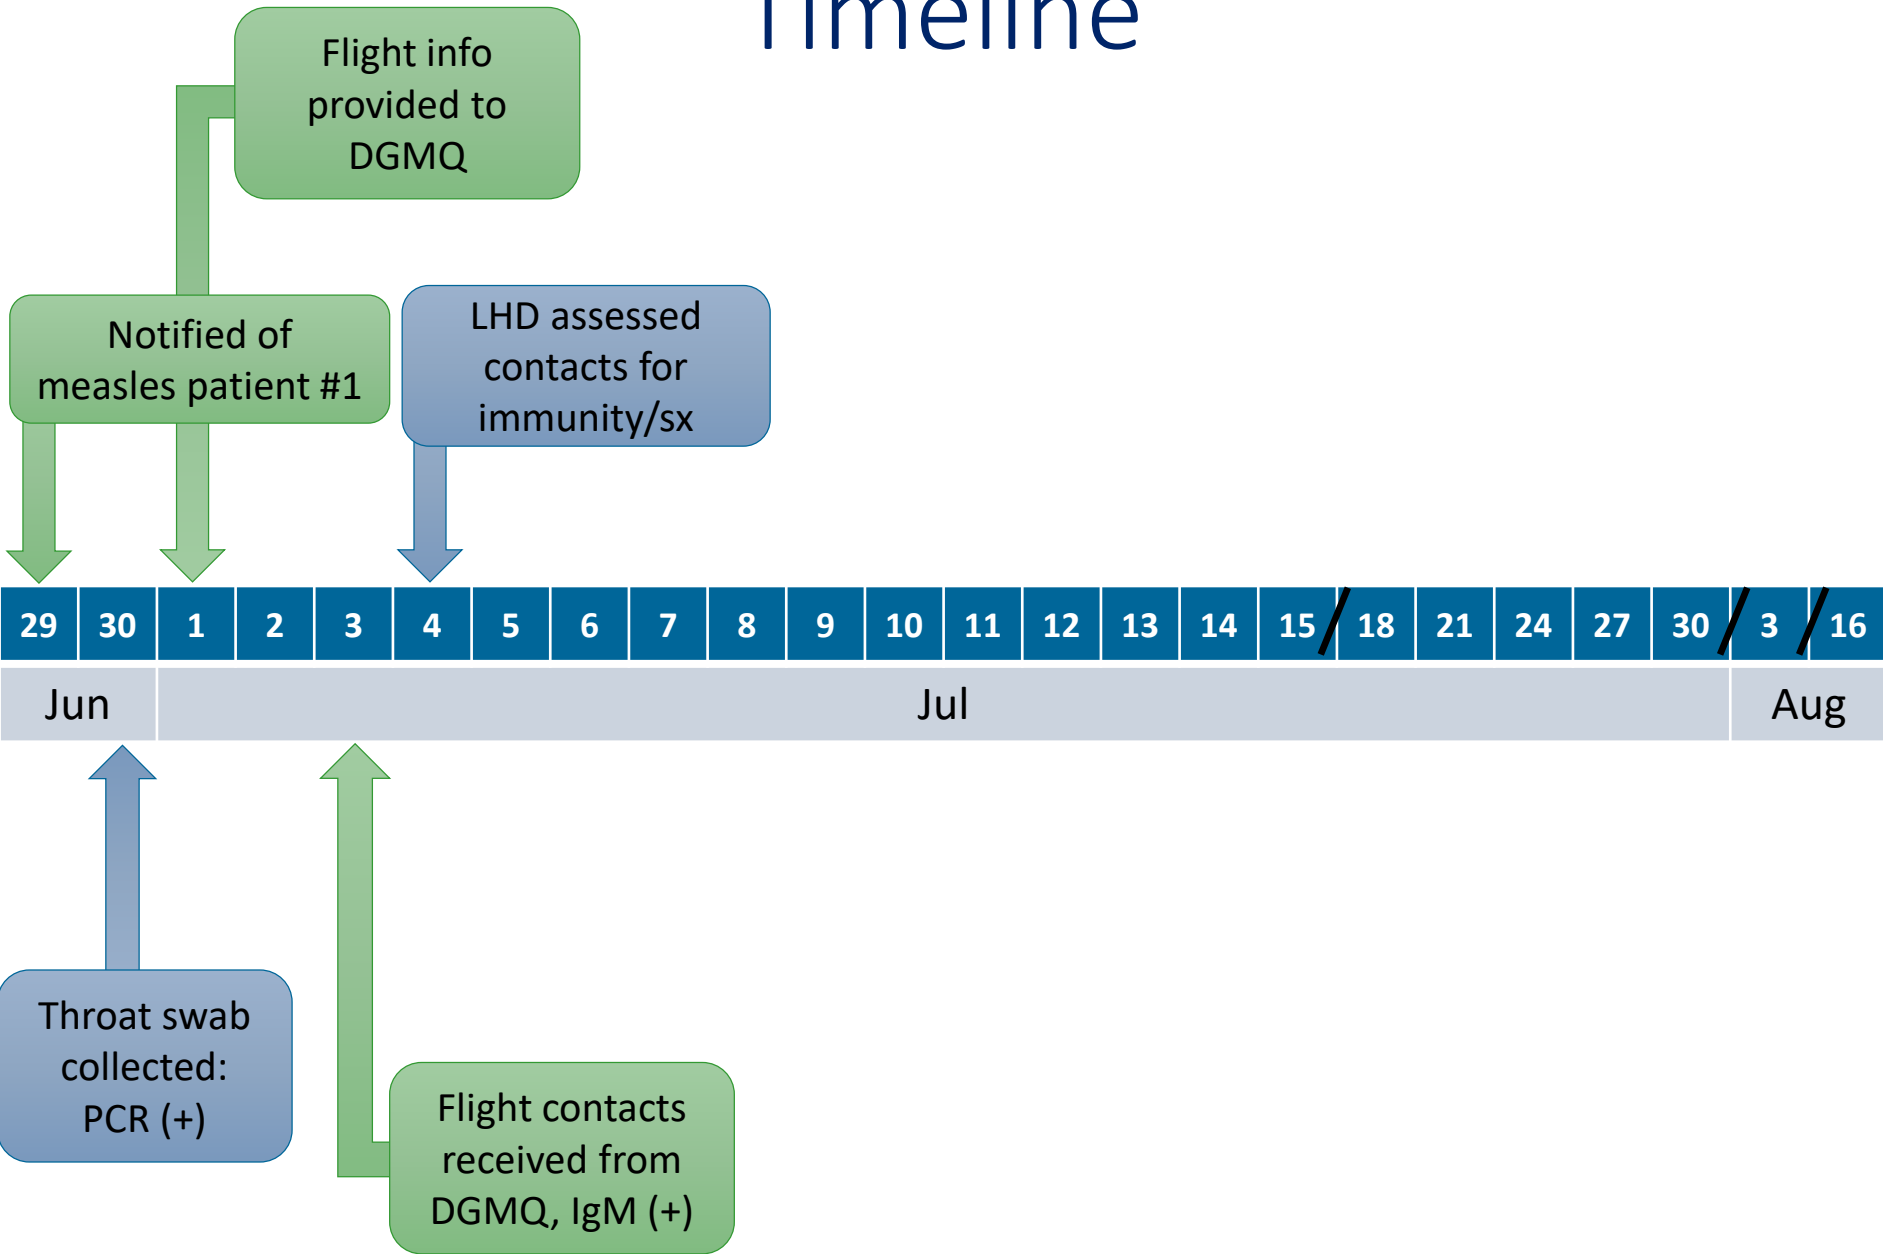 Timeline
Flight info
provided to
DGMQ
Notified of
measles patient #1
LHD assessed
contacts for
immunity/sx
29 30 1 2 3 4 5 6 7 8 9 10 11 12 13 14 15 18 21 24 27 30 3 16
Jun Jul Aug
Throat swab
collected:
PCR (+)
Flight contacts
received from
DGMQ, IgM (+)